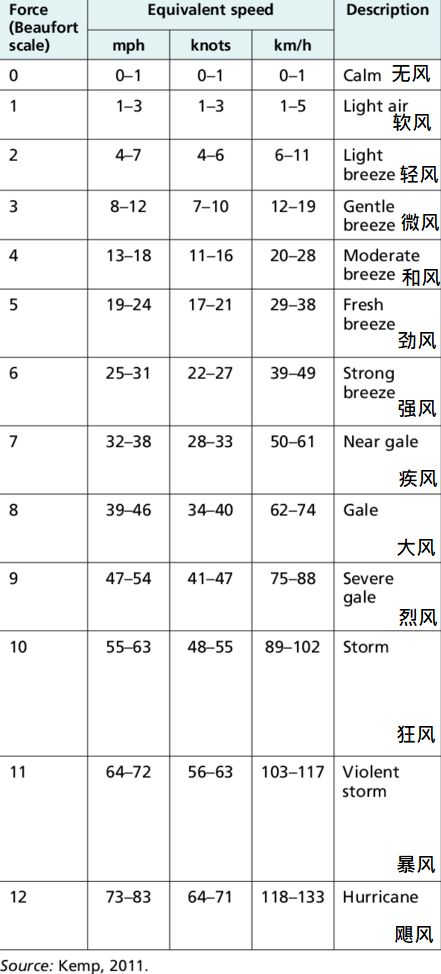 Force (Beaufort scale) Equivalent speed Description
mph knots km/h
0 0–1 0–1 0–1 Calm 无风
1 1–3 1–3 1–5 Light air 软风
2 4–7 4–6 6–11 Light breeze 轻风
3 8–12 7–10 12–19 Gentle breeze 微风
4 13–18 11–16 20–28 Moderate breeze 和风
5 19–24 17–21 29–38 Fresh breeze 劲风
6 25–31 22–27 39–49 Strong breeze 强风
7 32–38 28–33 50–61 Near gale 疾风
8 39–46 34–40 62–74 Gale 大风
9 47–54 41–47 75–88 Severe gale 烈风
10 55–63 48–55 89–102 Storm 狂风
11 64–72 56–63 103–117 Violent storm 暴风
12 73–83 64–71 118–133 Hurricane 飓风
Source: Kemp, 2011.